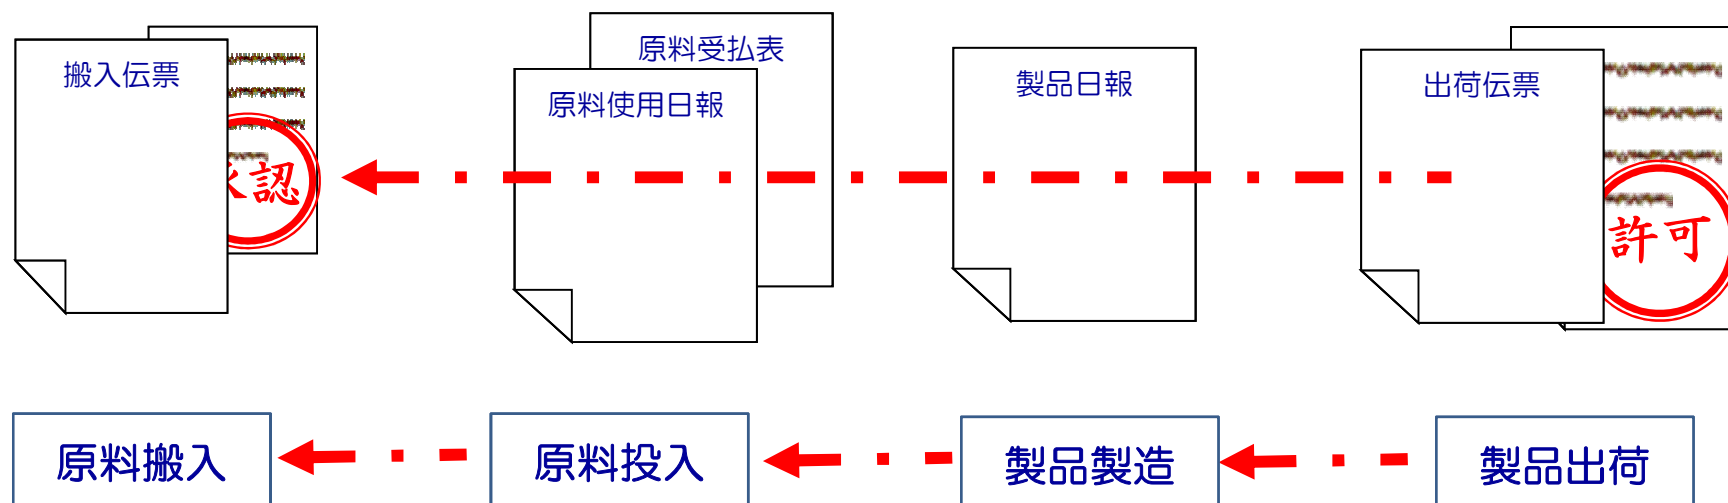 搬入伝票
認
原料受払表
原料使用日報
製品日報
出荷伝票
許可
原料搬入
原料投入
製品製造
製品出荷